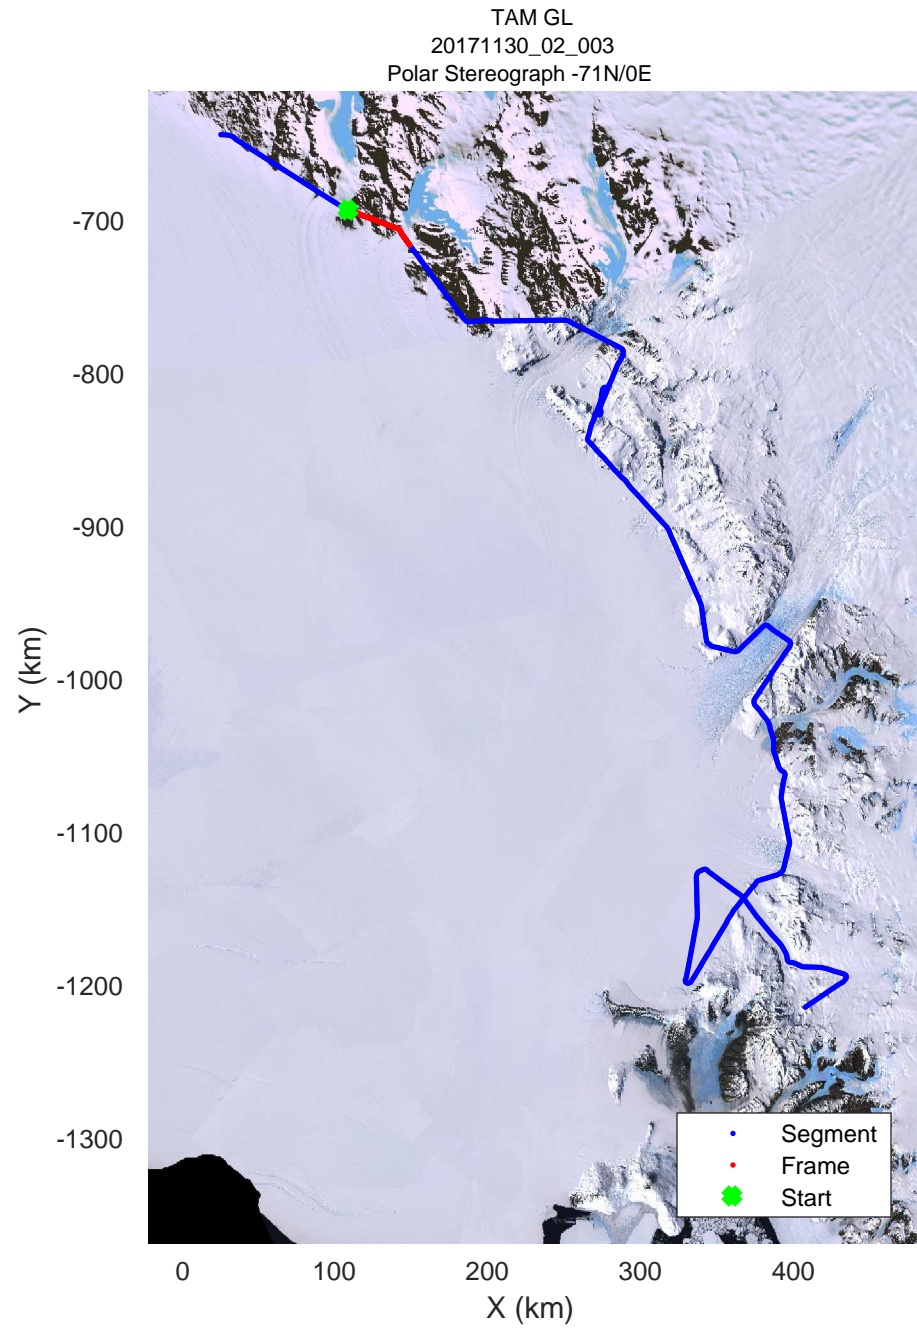 TAM GL
20171130_02_003
Polar Stereograph -71N/0E
-700
-800
-900
-1000
-1100
-1200
-1300
Y (km)
0 100 200 300 400
X (km)
Segment
Frame
Start